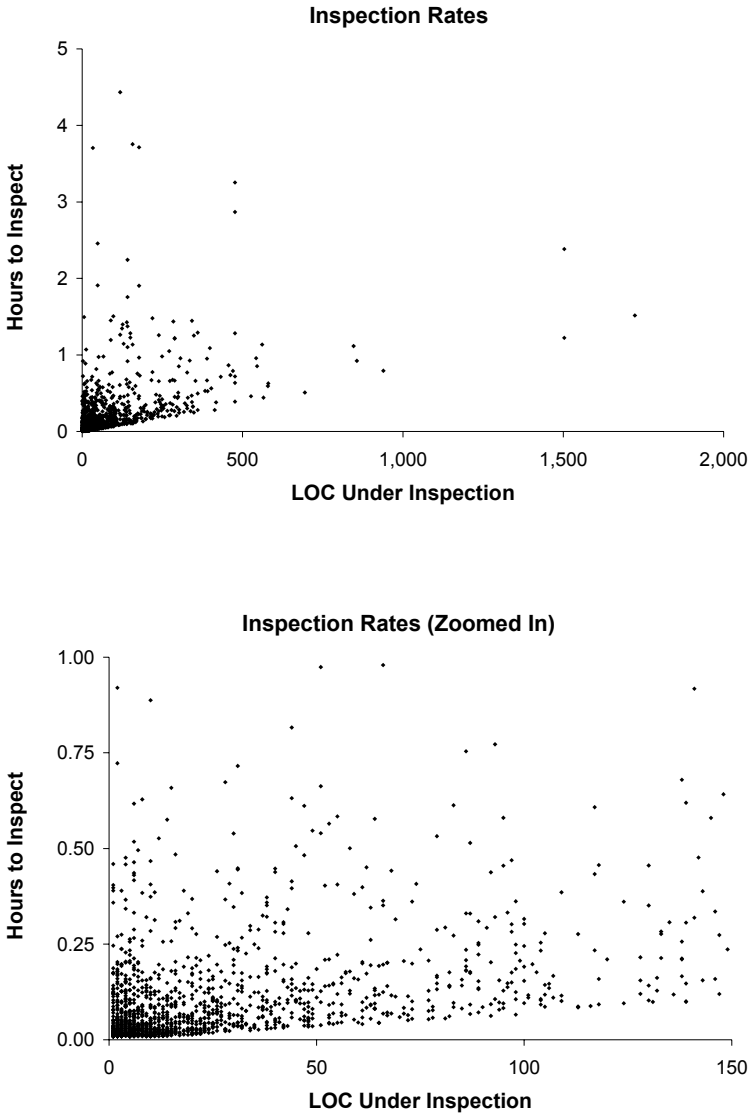 Inspection Rates
5
4
3
2
1
0
Hours to Inspect
0 500 1,000 1,500 2,000
LOC Under Inspection
Inspection Rates (Zoomed In)
1.00
0.75
0.50
0.25
0.00
Hours to Inspect
0 50 100 150
LOC Under Inspection